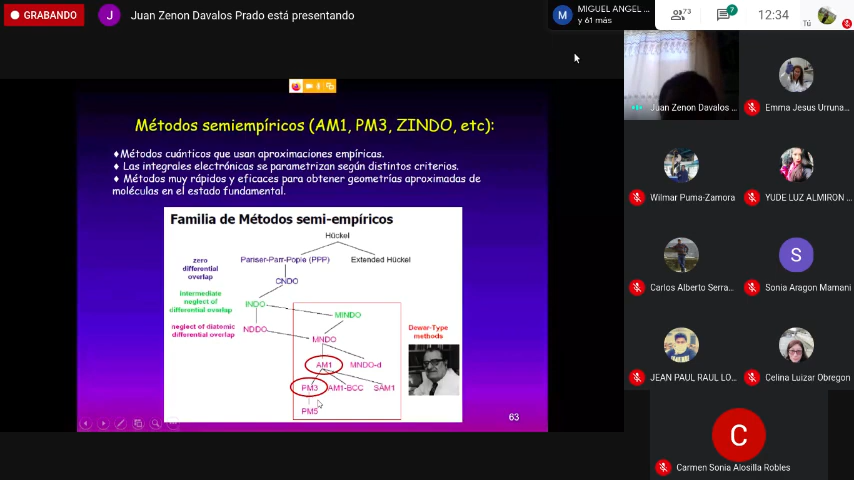 GRABANDO
J
Juan Zenon Davalos Prado está presentando
M
MIGUEL ANGEL ...
y 61 más
73
7
12:34
Tú
Métodos semiempíricos (AM1, PM3, ZINDO, etc):
♦Métodos cuánticos que usan aproximaciones empíricas.
♦ Las integrales electrónicas se parametrizan según distintos criterios.
♦ Métodos muy rápidos y eficaces para obtener geometrías aproximadas de
moléculas en el estado fundamental.
Familia de Métodos semi-empíricos
Hückel
zero
differential
overlap
Pariser-Parr-Pople (PPP)
Extended Hückel
CNDO
intermediate
neglect of
differential overlap
INDO
MINDO
neglect of diatomic
differential overlap
NDDO
MNDO
Dewar-Type
methods
AM1
MNDO-d
PM3
AM1-BCC
SAM1
PM5
63
Juan Zenon Davalos ...
Emma Jesus Urruna...
Wilmar Puma-Zamora
YUDE LUZ ALMIRON ...
Carlos Alberto Serra...
S
Sonia Aragon Mamani
JEAN PAUL RAUL LO...
Celina Luizar Obregon
C
Carmen Sonia Alosilla Robles